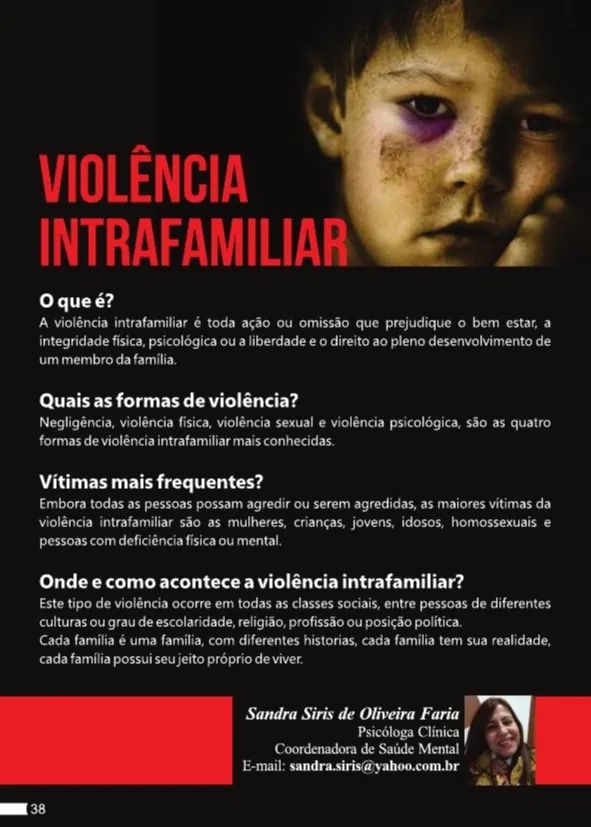 VIOLÊNCIA
INTRAFAMILIAR
O que é?
A violência intrafamiliar é toda ação ou omissão que prejudique o bem estar, a
integridade física, psicológica ou a liberdade e o direito ao pleno desenvolvimento de
um membro da família.
Quais as formas de violência?
Negligência, violência física, violência sexual e violência psicológica, são as quatro
formas de violência intrafamiliar mais conhecidas.
Vítimas mais frequentes?
Embora todas as pessoas possam agredir ou serem agredidas, as maiores vítimas da
violência intrafamiliar são as mulheres, crianças, jovens, idosos, homossexuais e
pessoas com deficiência física ou mental.
Onde e como acontece a violência intrafamiliar?
Este tipo de violência ocorre em todas as classes sociais, entre pessoas de diferentes
culturas ou grau de escolaridade, religião, profissão ou posição política.
Cada família é uma família, com diferentes historias, cada família tem sua realidade,
cada família possui seu jeito próprio de viver.
Sandra Siris de Oliveira Faria
Psicóloga Clínica
Coordenadora de Saúde Mental
E-mail: sandra.siris@yahoo.com.br
38